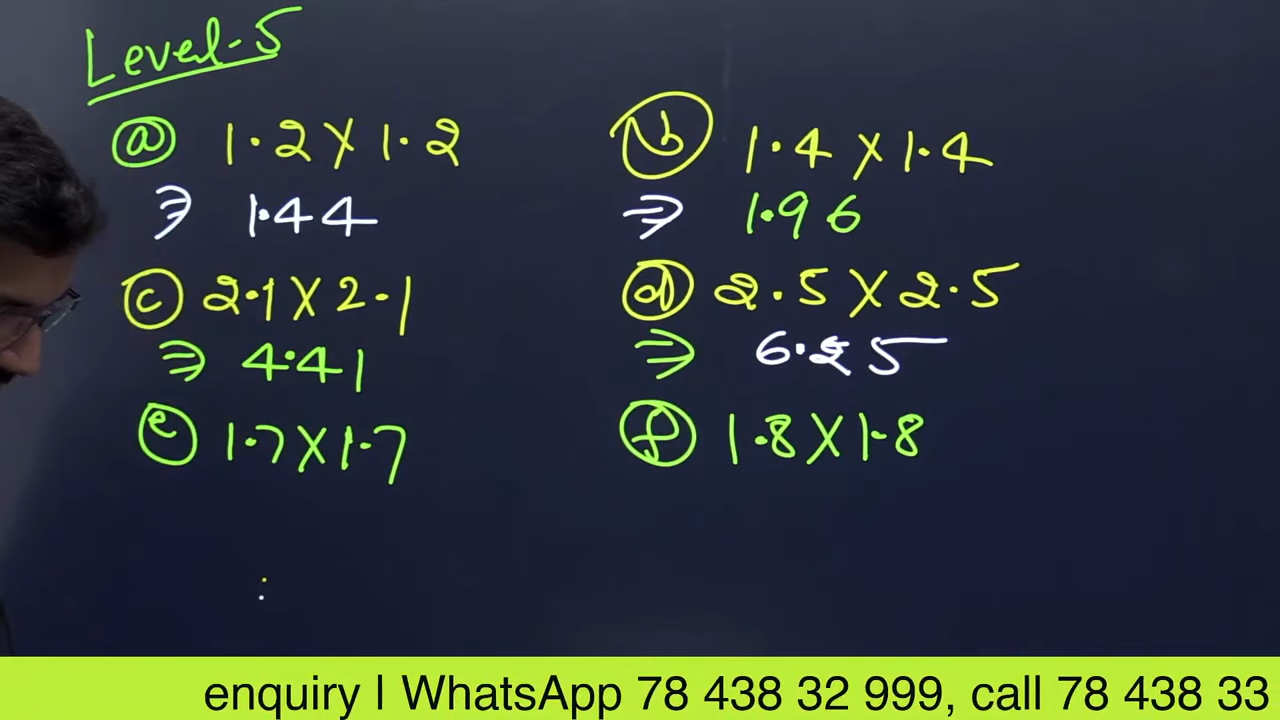 Level-5
(a) 1.2 X 1.2
(b) 1.4 X 1.4
⇒ 1.44
⇒ 1.96
(c) 2.1 X 2.1
(d) 2.5 X 2.5
⇒ 4.41
⇒ 6.25
(e) 1.7 X 1.7
(f) 1.8 X 1.8
:
enquiry I WhatsApp 78 438 32 999, call 78 438 33